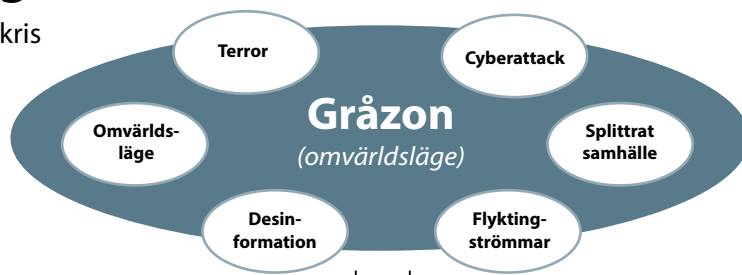 kris
Terror
Cyberattack
Gråzon
(omvärldsläge)
Omvärlds-
läge
Splittrat
samhälle
Desin-
formation
Flykting-
strömmar